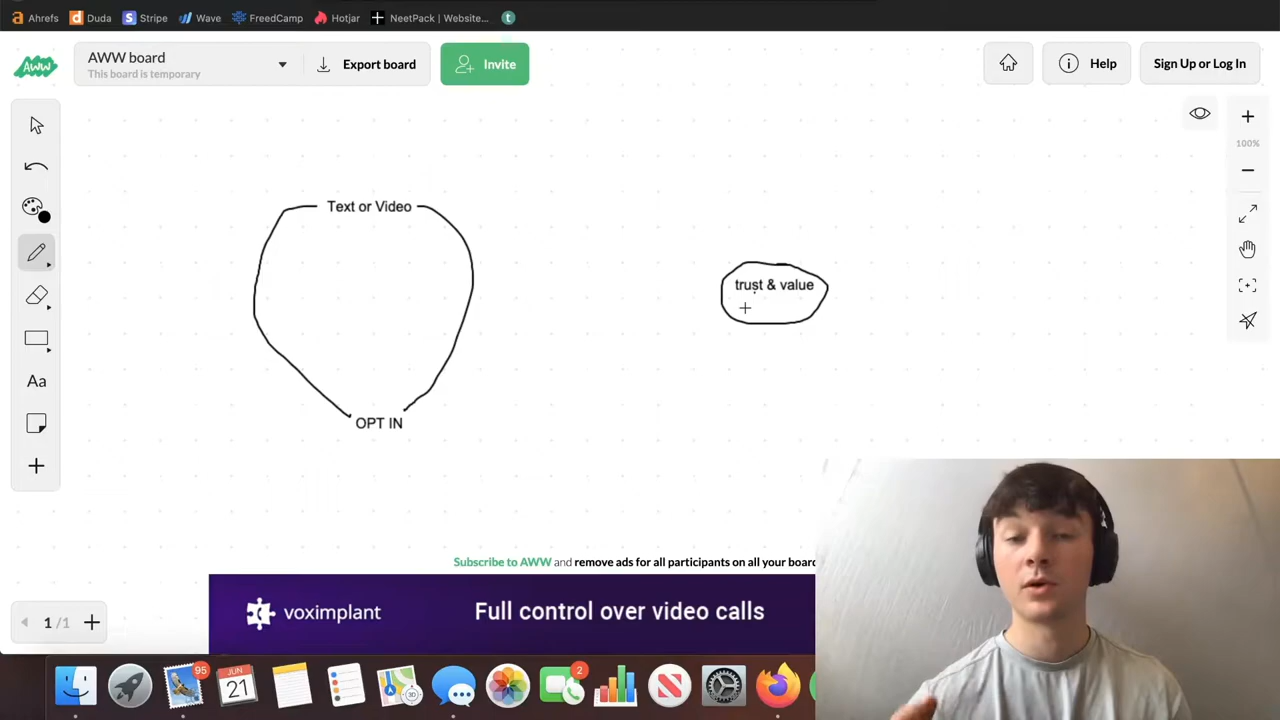 Ahrefs Duda Stripe Wave FreedCamp Hotjar NeetPack | Website...
AWW
AWW board
This board is temporary
Export board
Invite
Help
Sign Up or Log In
100%
Text or Video
trust & value
OPT IN
Aa
Subscribe to AWW and remove ads for all participants on all your board
voximplant
Full control over video calls
1/1
95
JUN
21
2